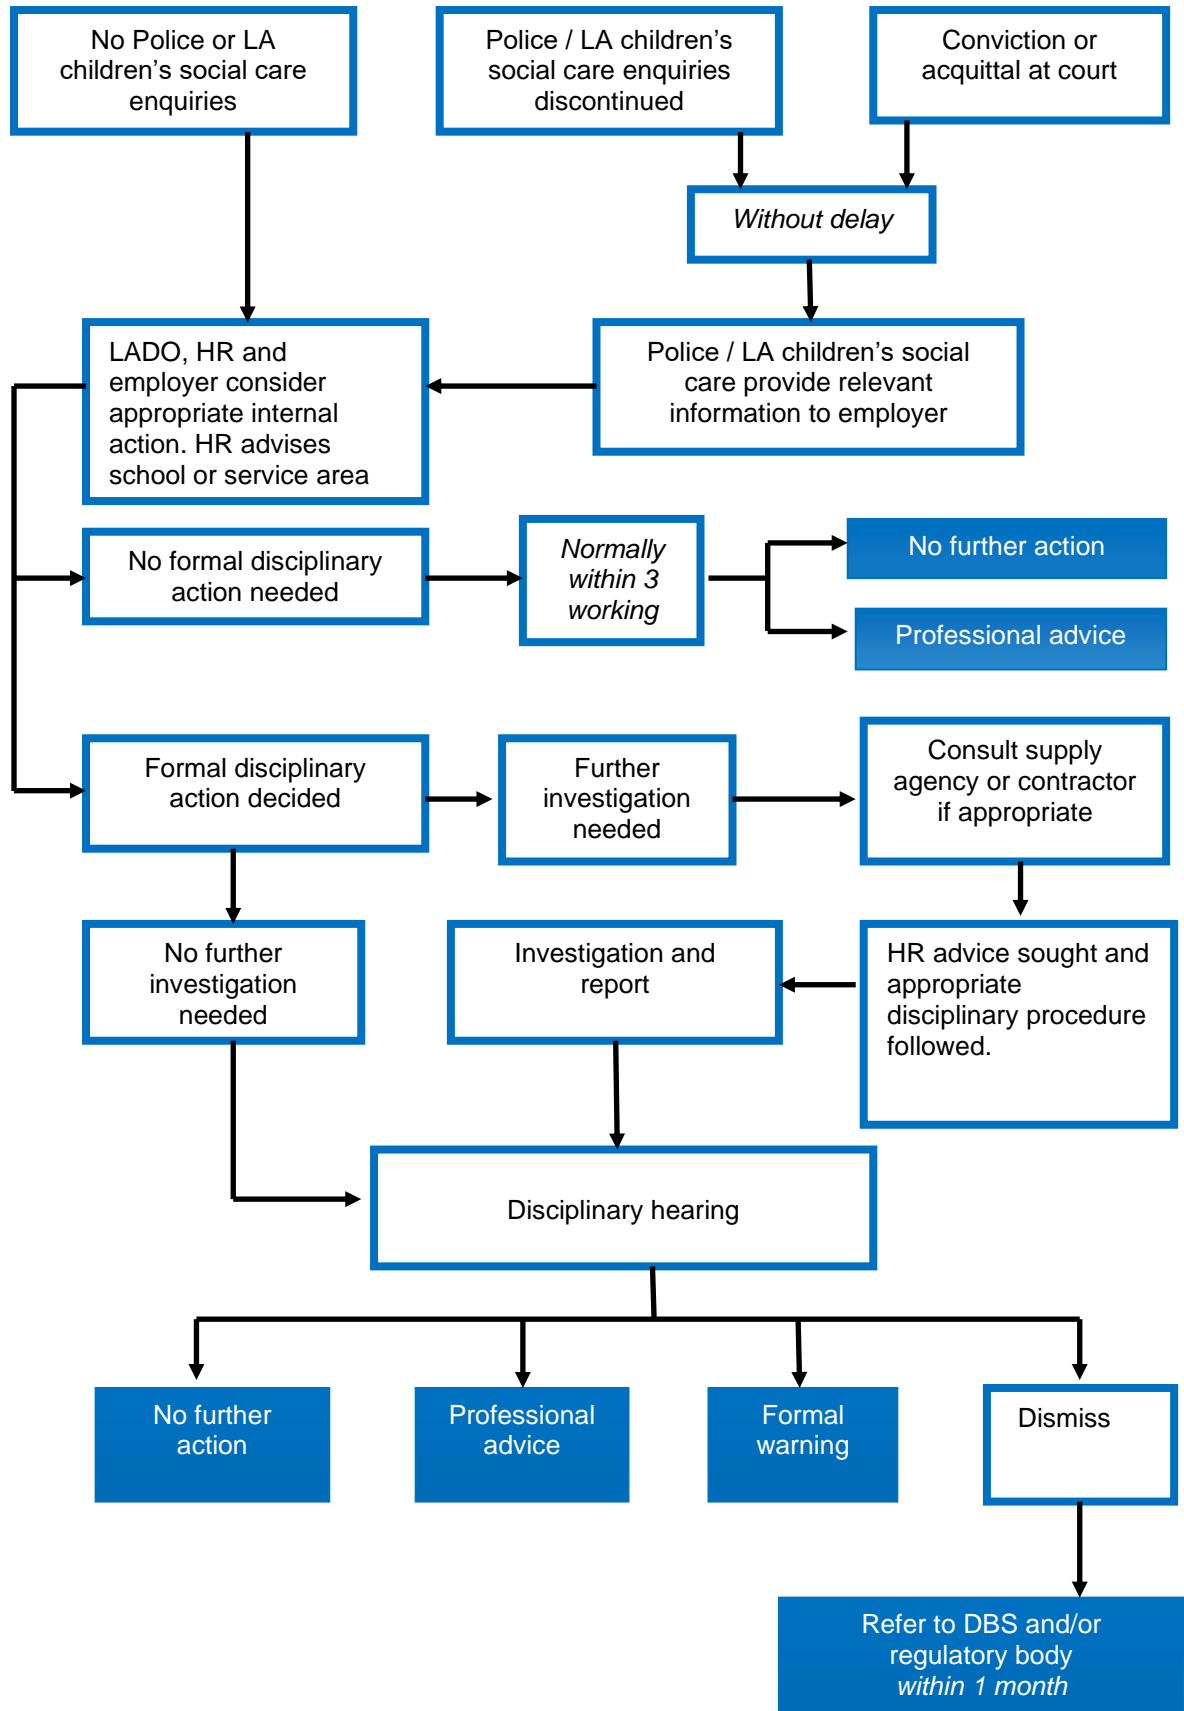 No Police or LA
children’s social care
enquiries
Police / LA children’s
social care enquiries
discontinued
Conviction or
acquittal at court
Without delay
LADO, HR and
employer consider
appropriate internal
action. HR advises
school or service area
Police / LA children’s social
care provide relevant
information to employer
No formal disciplinary
action needed
Normally
within 3
working
No further action
Professional advice
Formal disciplinary
action decided
Further
investigation
needed
Consult supply
agency or contractor
if appropriate
No further
investigation
needed
Investigation and
report
HR advice sought and
appropriate
disciplinary procedure
followed.
Disciplinary hearing
No further
action
Professional
advice
Formal
warning
Dismiss
Refer to DBS and/or
regulatory body
within 1 month